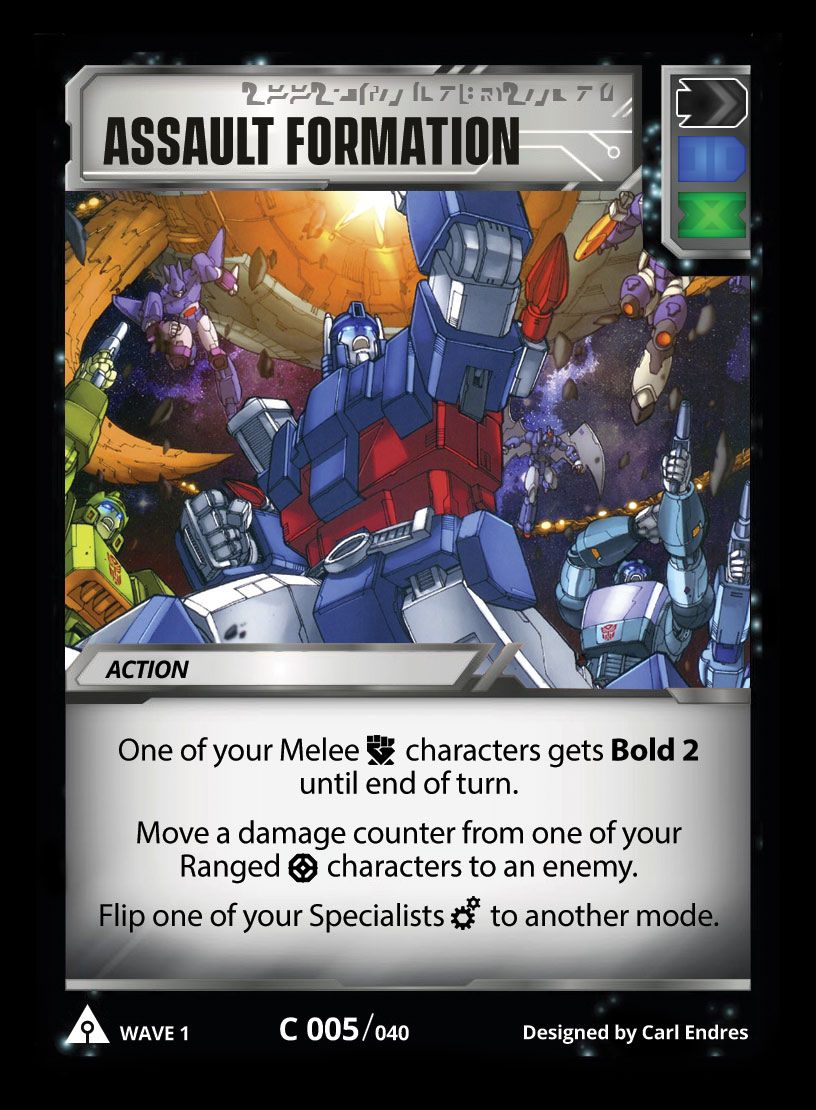 ASSAULT FORMATION
ACTION
One of your Melee characters gets Bold 2
until end of turn.
Move a damage counter from one of your
Ranged characters to an enemy.
Flip one of your Specialists to another mode.
WAVE 1
C 005/040
Designed by Carl Endres